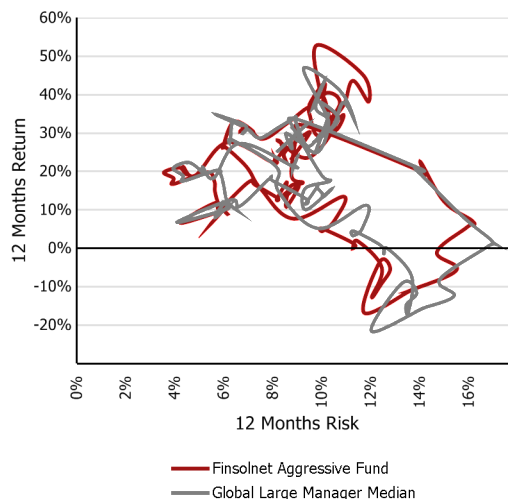 60%
50%
40%
30%
20%
10%
0%
-10%
-20%
12 Months Return
0% 2% 4% 6% 8% 10% 12% 14% 16%
12 Months Risk
Finsolnet Aggressive Fund
Global Large Manager Median